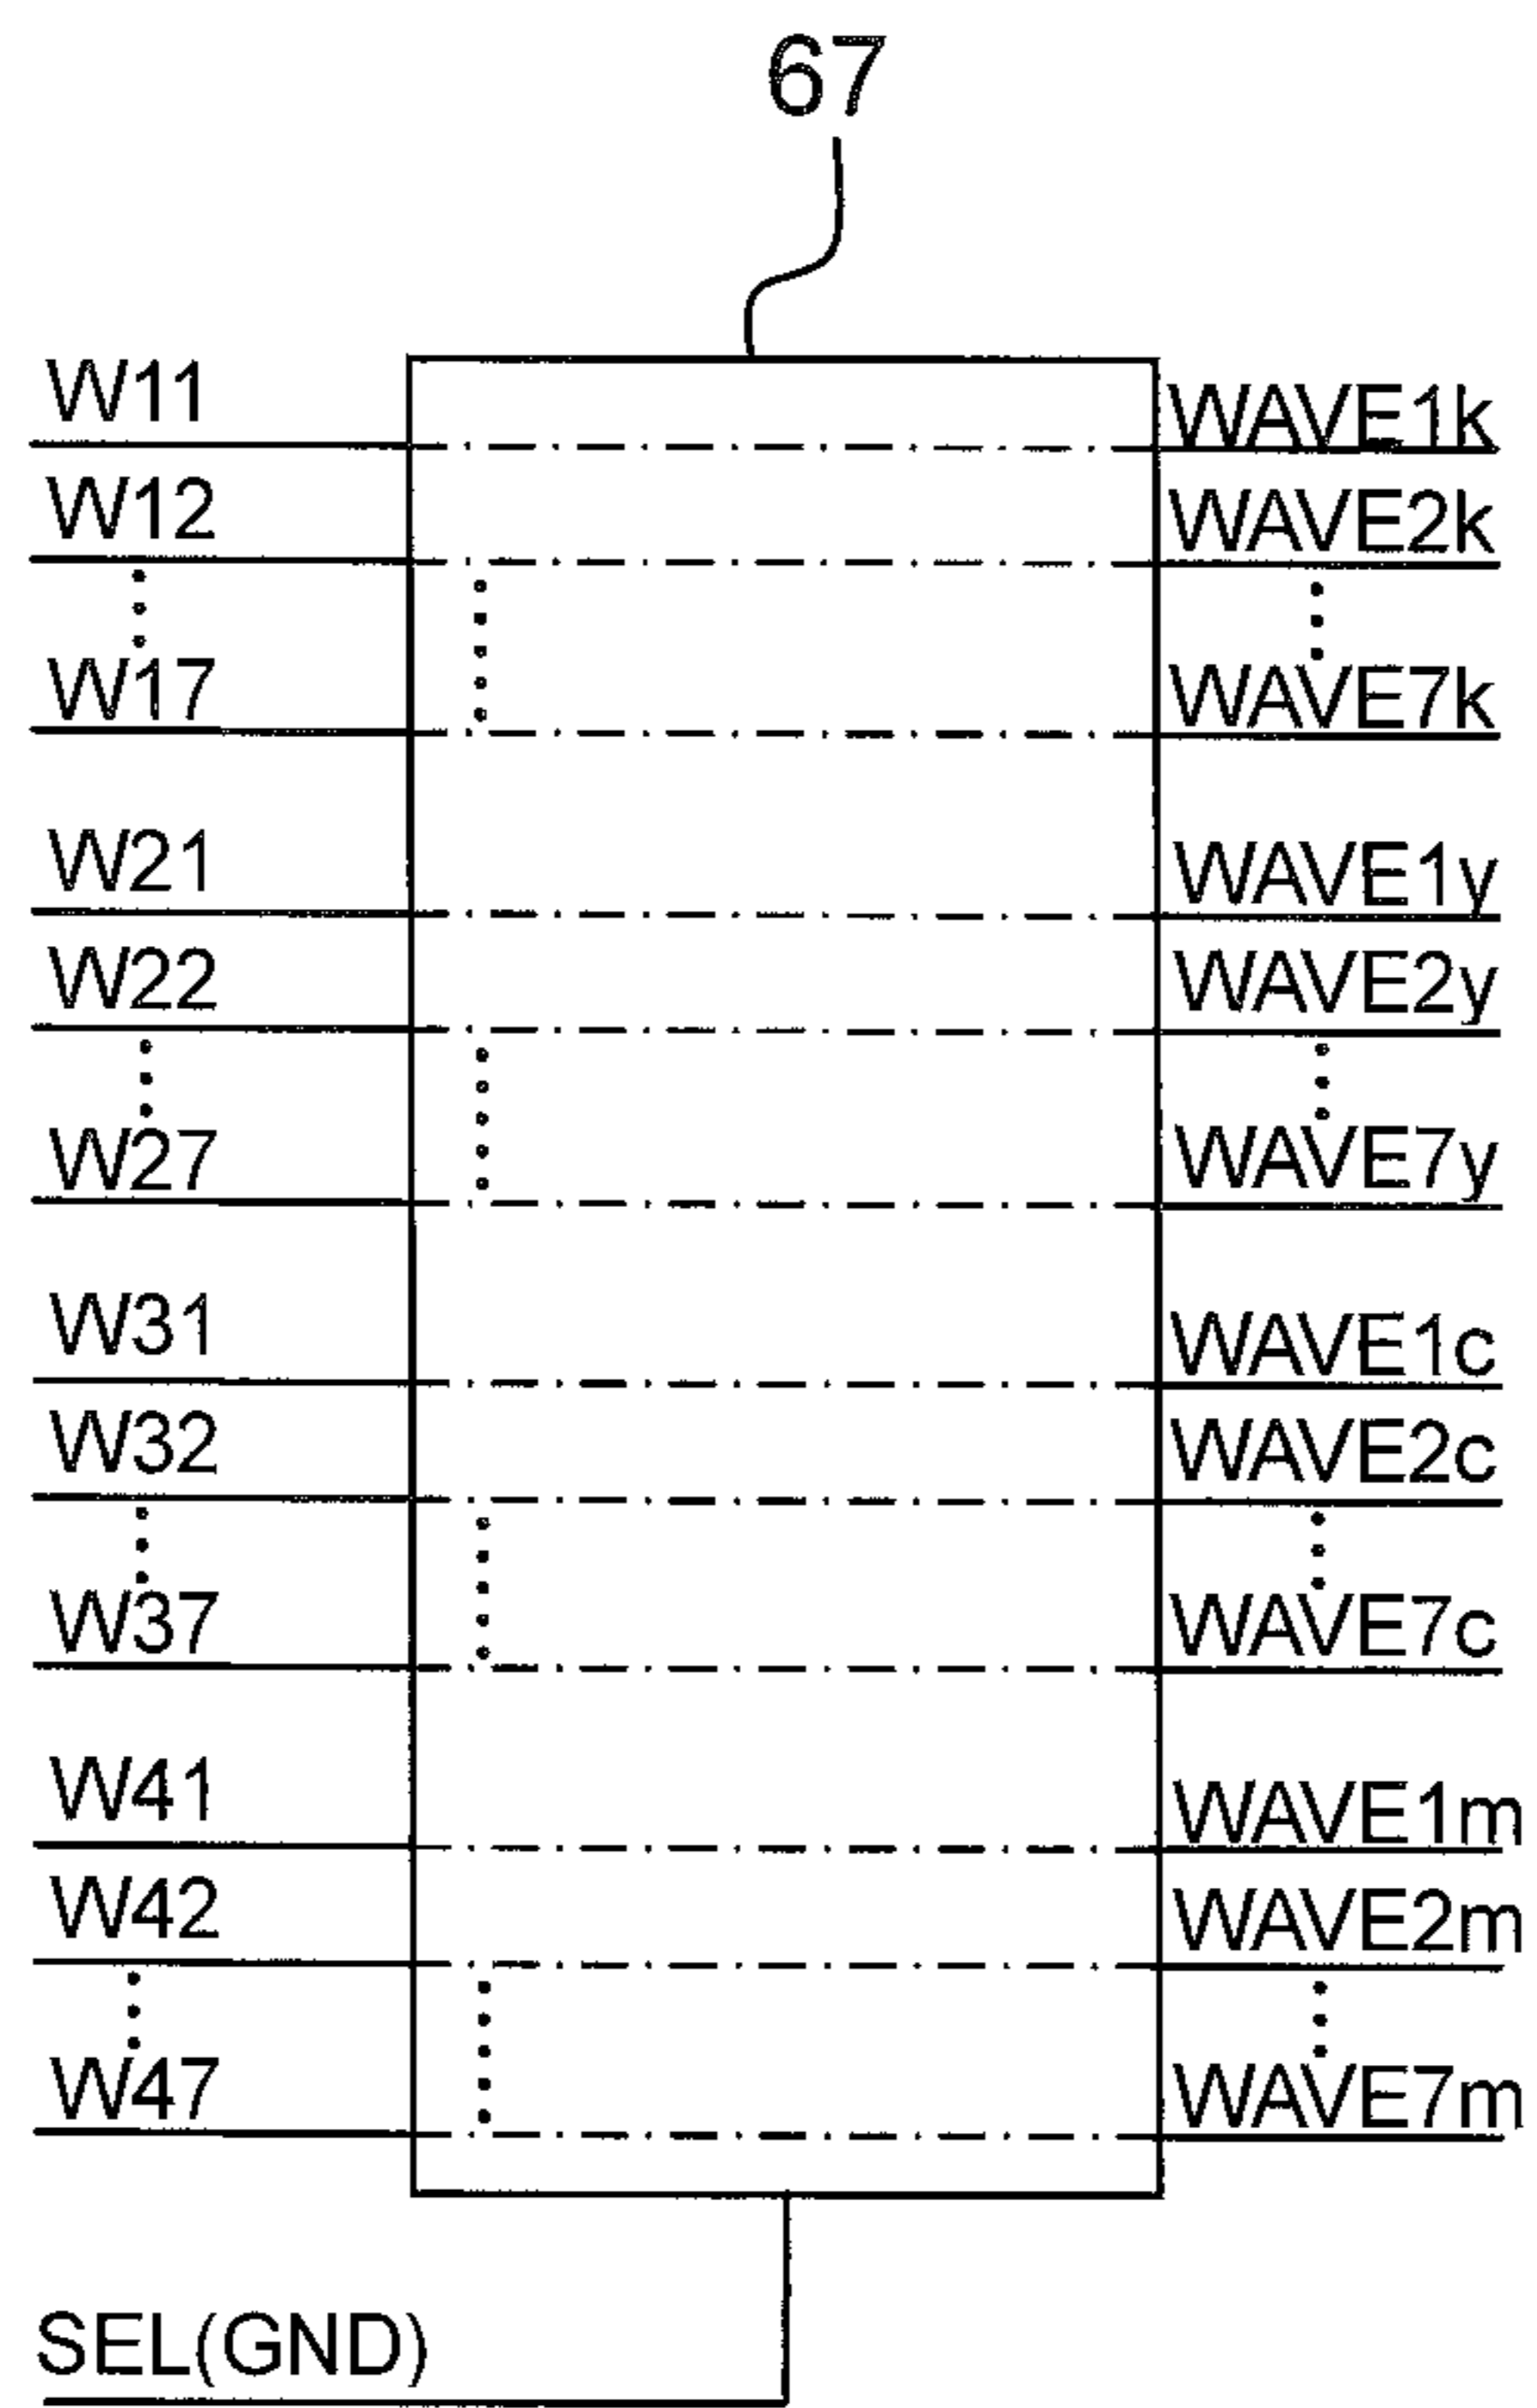 67
W11 WAVE1k
W12 WAVE2k
W17 WAVE7k
W21 WAVE1y
W22 WAVE2y
W27 WAVE7y
W31 WAVE1c
W32 WAVE2c
W37 WAVE7c
W41 WAVE1m
W42 WAVE2m
W47 WAVE7m
SEL(GND)